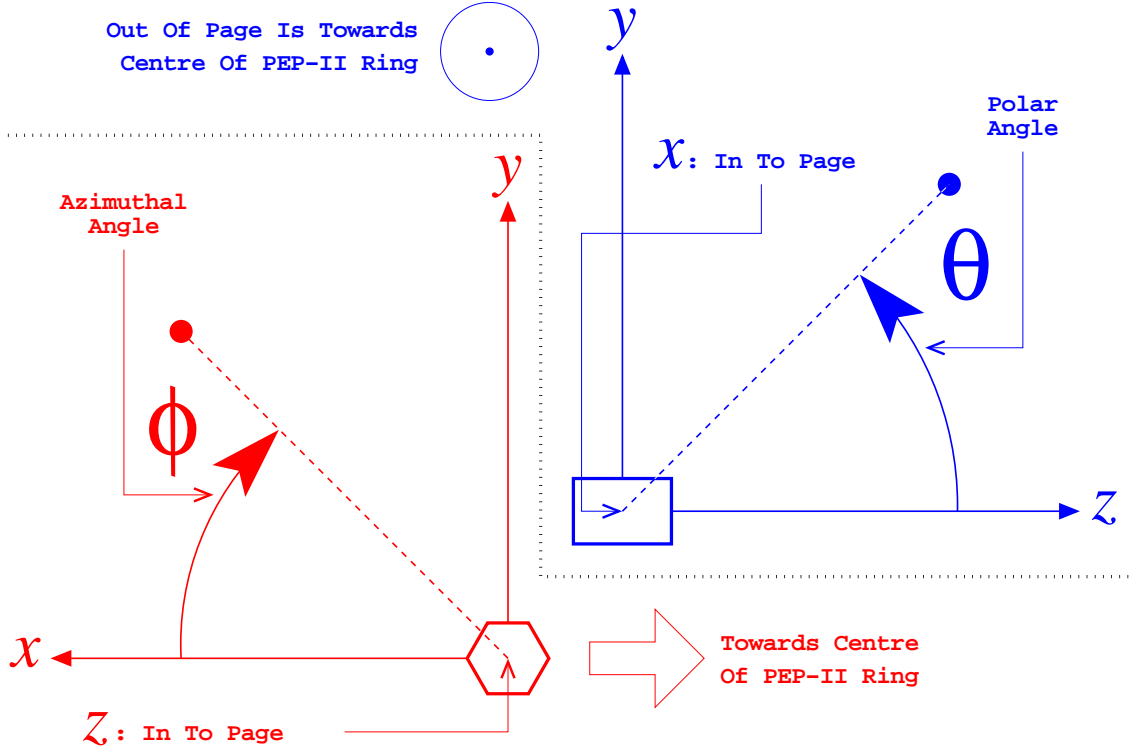 Out Of Page Is Towards
Centre Of PEP-II Ring
y
Polar
Angle
x: In To Page
θ
z
y
Azimuthal
Angle
ϕ
x
z: In To Page
Towards Centre
Of PEP-II Ring